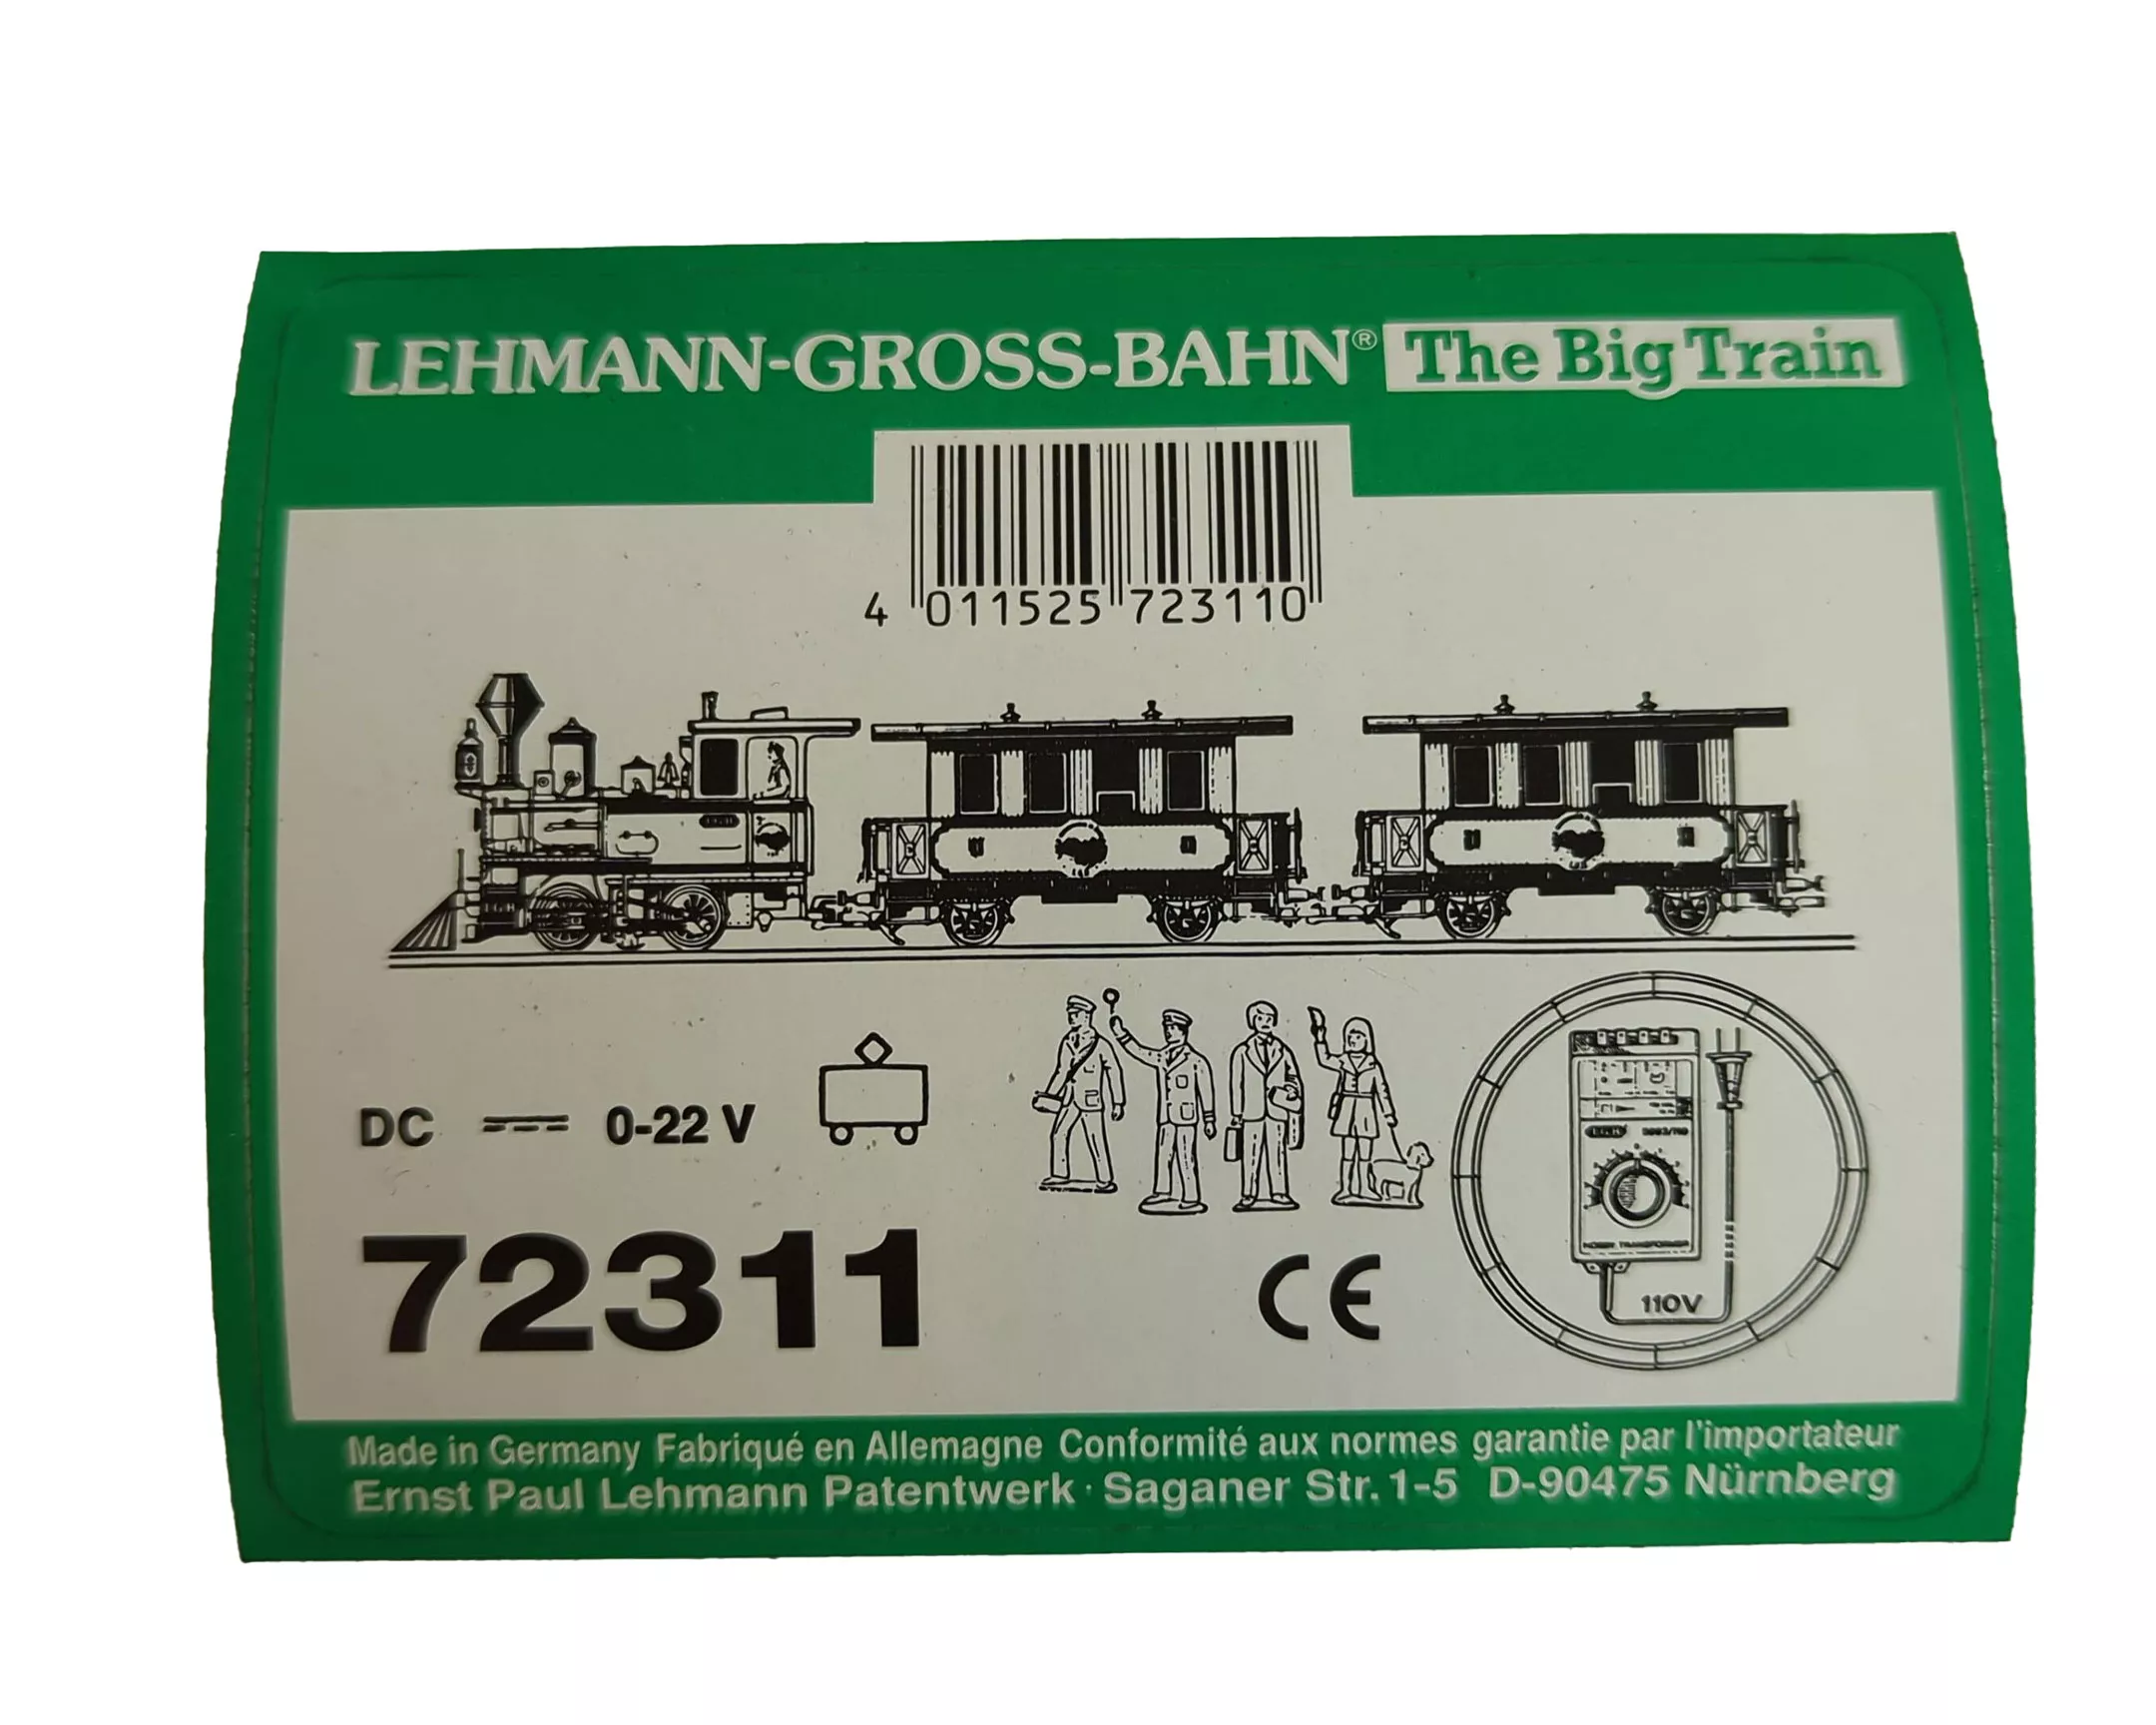 LEHMANN-GROSS-BAHN® The Big Train
4 011525 723110
DC 0-22 V
72311
CE
110V
Made in Germany Fabriqué en Allemagne Conformité aux normes garantie par l'importateur
Ernst Paul Lehmann Patentwerk · Saganer Str. 1-5 D-90475 Nürnberg